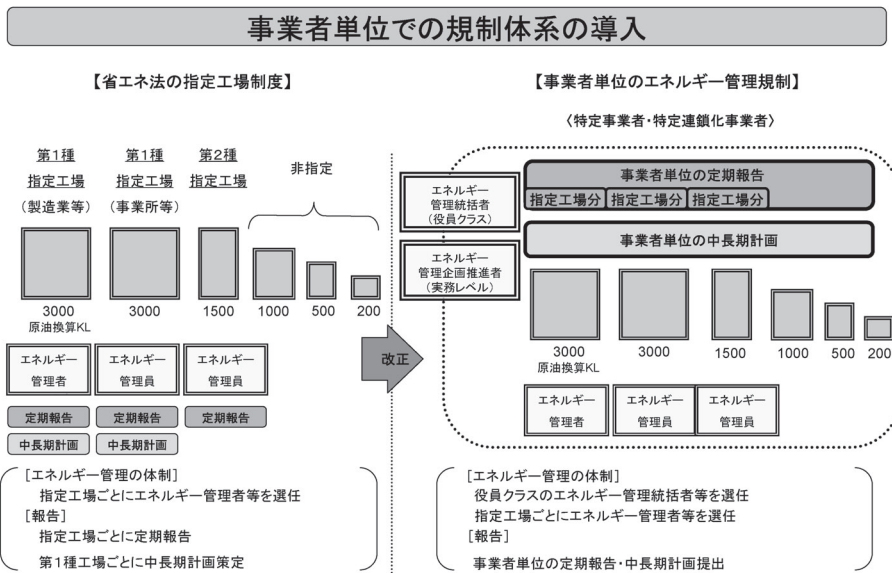 事業者単位での規制体系の導入
【省エネ法の指定工場制度】
第1種
指定工場
（製造業等）
第1種
指定工場
（事業所等）
第2種
指定工場
非指定
3000
原油換算KL
3000
1500
1000
500
200
エネルギー
管理者
エネルギー
管理員
エネルギー
管理員
定期報告
定期報告
定期報告
中長期計画
中長期計画
［エネルギー管理の体制］
指定工場ごとにエネルギー管理者等を選任
［報告］
指定工場ごとに定期報告
第1種工場ごとに中長期計画策定
改正
【事業者単位のエネルギー管理規制】
〈特定事業者・特定連鎖化事業者〉
エネルギー
管理統括者
（役員クラス）
エネルギー
管理企画推進者
（実務レベル）
事業者単位の定期報告
指定工場分
指定工場分
指定工場分
事業者単位の中長期計画
3000
原油換算KL
3000
1500
1000
500
200
エネルギー
管理者
エネルギー
管理員
エネルギー
管理員
［エネルギー管理の体制］
役員クラスのエネルギー管理統括者等を選任
指定工場ごとにエネルギー管理者等を選任
［報告］
事業者単位の定期報告・中長期計画提出